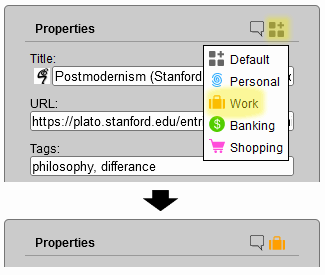 Properties
Title:
Postmodernism (Stanford
URL:
https://plato.stanford.edu/entr
Tags:
philosophy, differance
Default
Personal
Work
Banking
Shopping
Properties